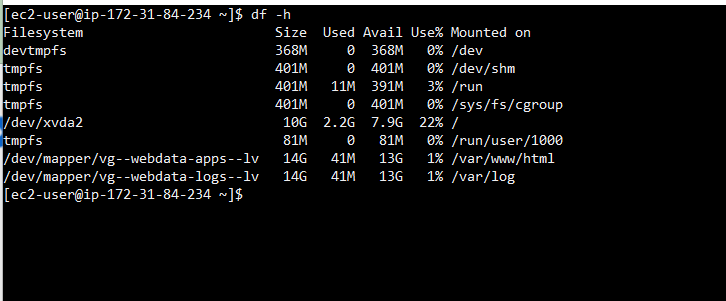 [ec2-user@ip-172-31-84-234 ~]$ df -h
Filesystem                         Size  Used Avail Use% Mounted on
devtmpfs                           368M     0  368M   0% /dev
tmpfs                              401M     0  401M   0% /dev/shm
tmpfs                              401M   11M  391M   3% /run
tmpfs                              401M     0  401M   0% /sys/fs/cgroup
/dev/xvda2                          10G  2.2G  7.9G  22% /
tmpfs                               81M     0   81M   0% /run/user/1000
/dev/mapper/vg--webdata-apps--lv    14G   41M   13G   1% /var/www/html
/dev/mapper/vg--webdata-logs--lv    14G   41M   13G   1% /var/log
[ec2-user@ip-172-31-84-234 ~]$